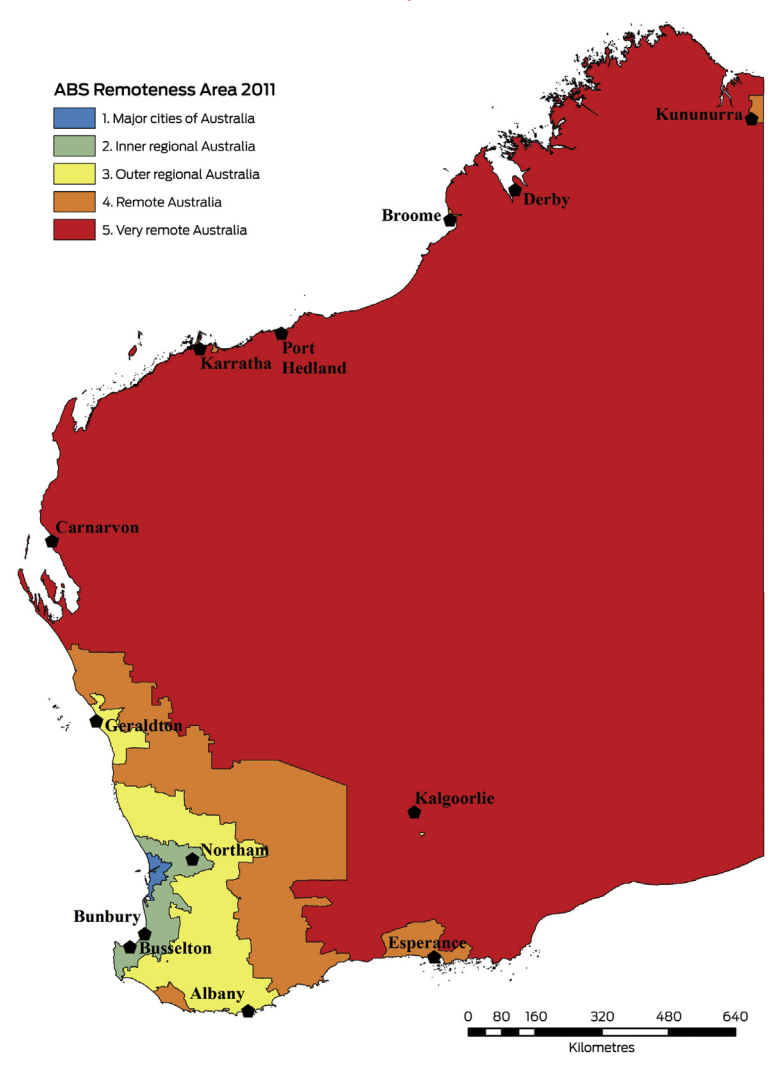 ABS Remoteness Area 2011
1. Major cities of Australia
2. Inner regional Australia
3. Outer regional Australia
4. Remote Australia
5. Very remote Australia
Kununurra
Derby
Broome
Karratha
Port
Hedland
Carnarvon
Geraldton
Kalgoorlie
Northam
Bunbury
Busselton
Esperance
Albany
0 80 160 320 480 640
Kilometres